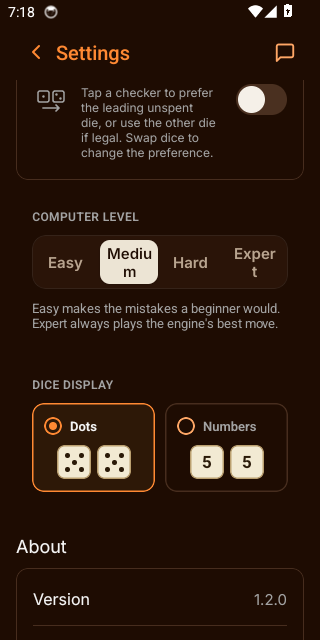 7:18
Settings
Tap a checker to prefer
the leading unspent
die, or use the other die
if legal. Swap dice to
change the preference.
COMPUTER LEVEL
Easy
Mediu
m
Hard
Exper
t
Easy makes the mistakes a beginner would.
Expert always plays the engine's best move.
DICE DISPLAY
Dots
Numbers
5 5
About
Version 1.2.0